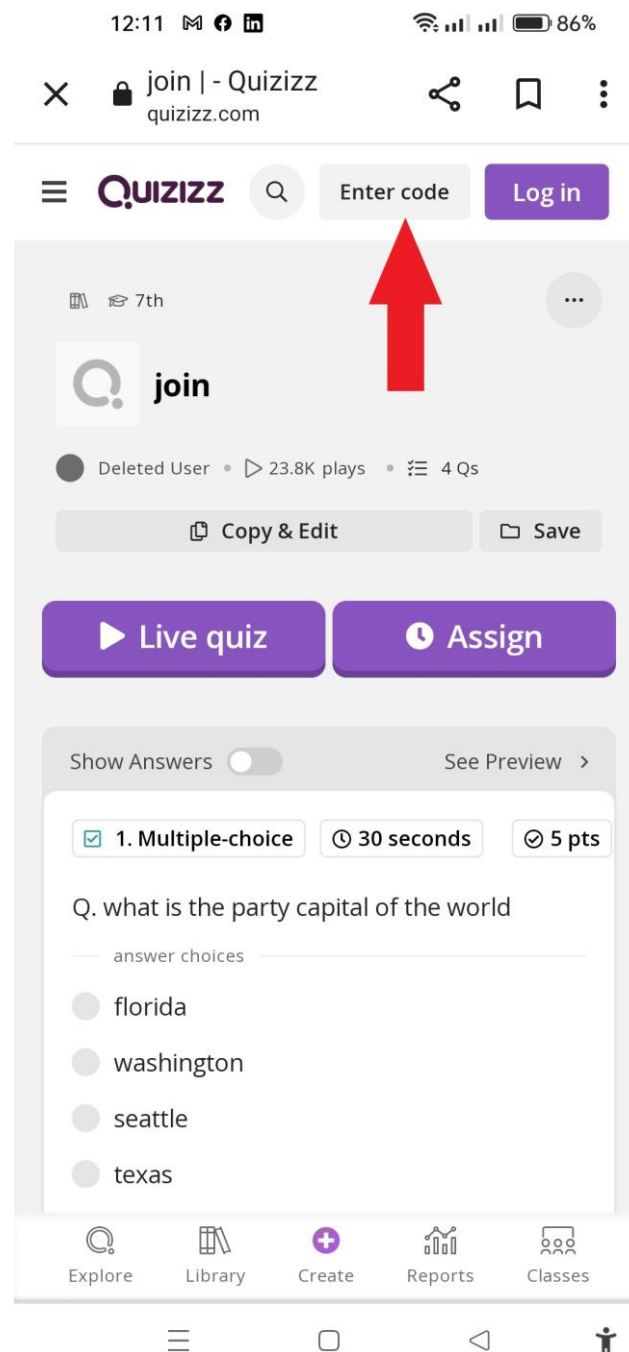 12:11 86%
join | - Quizizz
quizizz.com
QUIZIZZ Enter code Log in
7th
join
Deleted User • 23.8K plays • 4 Qs
Copy & Edit Save
Live quiz Assign
Show Answers See Preview >
1. Multiple-choice 30 seconds 5 pts
Q. what is the party capital of the world
answer choices
florida
washington
seattle
texas
Explore Library Create Reports Classes